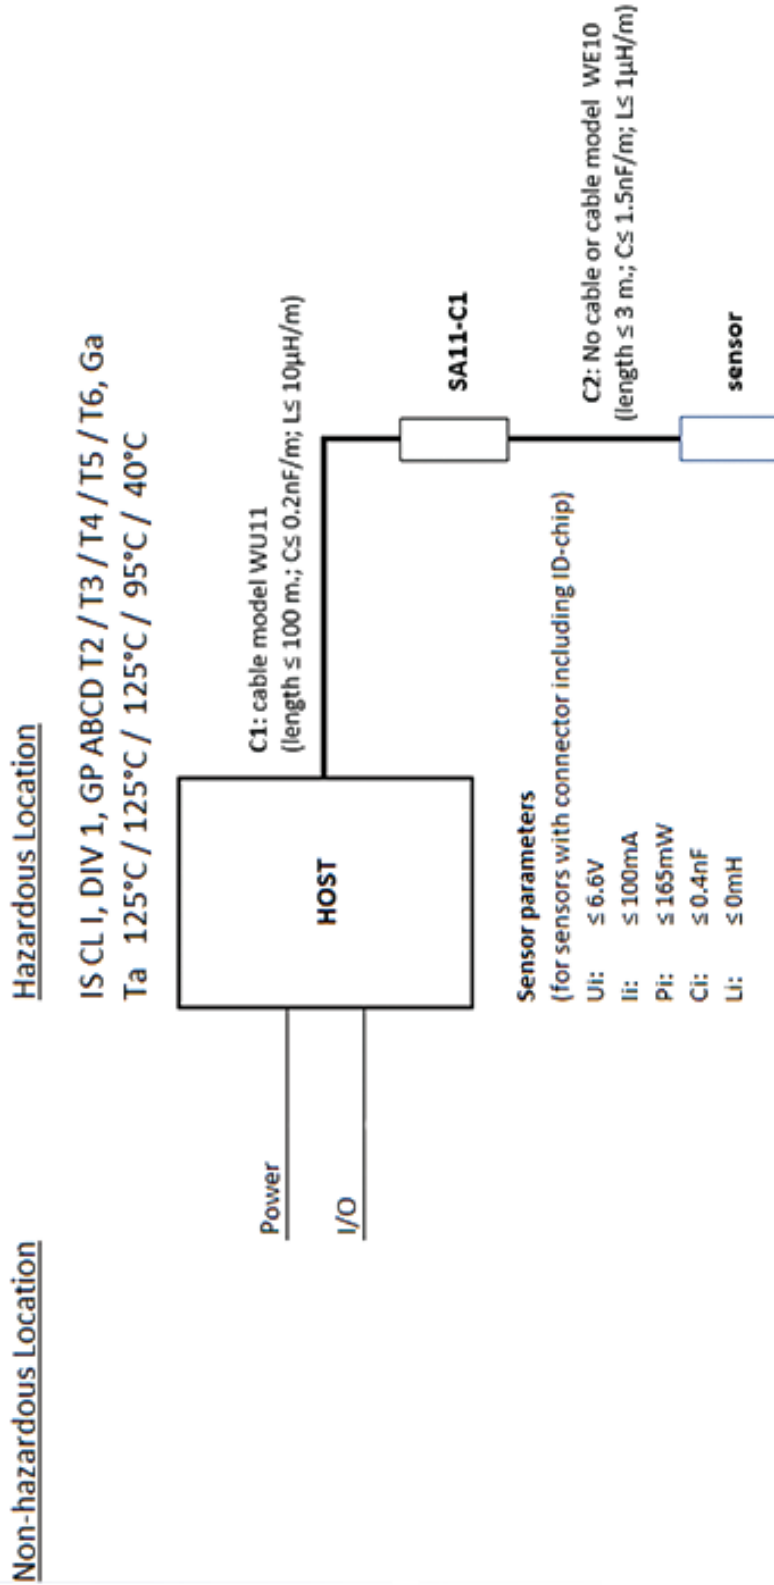 Non-hazardous Location
Hazardous Location
IS CL I, DIV 1, GP ABCD T2 / T3 / T4 / T5 / T6, Ga
Ta 125°C / 125°C / 125°C / 95°C / 40°C
Power
I/O
HOST
C1: cable model WU11
(length ≤ 100 m.; C≤ 0.2nF/m; L≤ 10µH/m)
SA11-C1
C2: No cable or cable model WE10
(length ≤ 3 m.; C≤ 1.5nF/m; L≤ 1µH/m)
sensor
Sensor parameters
(for sensors with connector including ID-chip)
Ui: ≤ 6.6V
Ii: ≤ 100mA
Pi: ≤ 165mW
Ci: ≤ 0.4nF
Li: ≤ 0mH